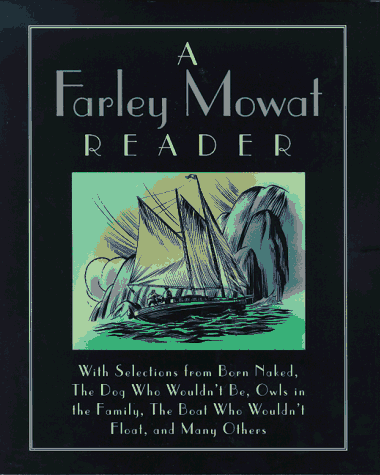 A
Farley Mowat
READER
With Selections from Born Naked,
The Dog Who Wouldn't Be, Owls in
the Family, The Boat Who Wouldn't
Float, and Many Others